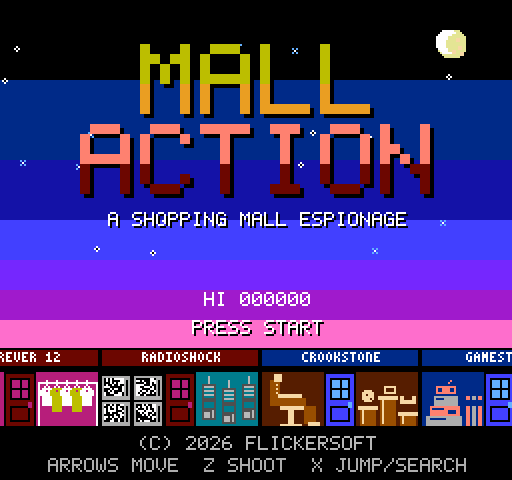 MALL
ACTION
A SHOPPING MALL ESPIONAGE
HI 000000
PRESS START
REVER 12 RADIOSHOCK CROOKSTONE GAMEST
(C) 2026 FLICKERSOFT
ARROWS MOVE Z SHOOT X JUMP/SEARCH